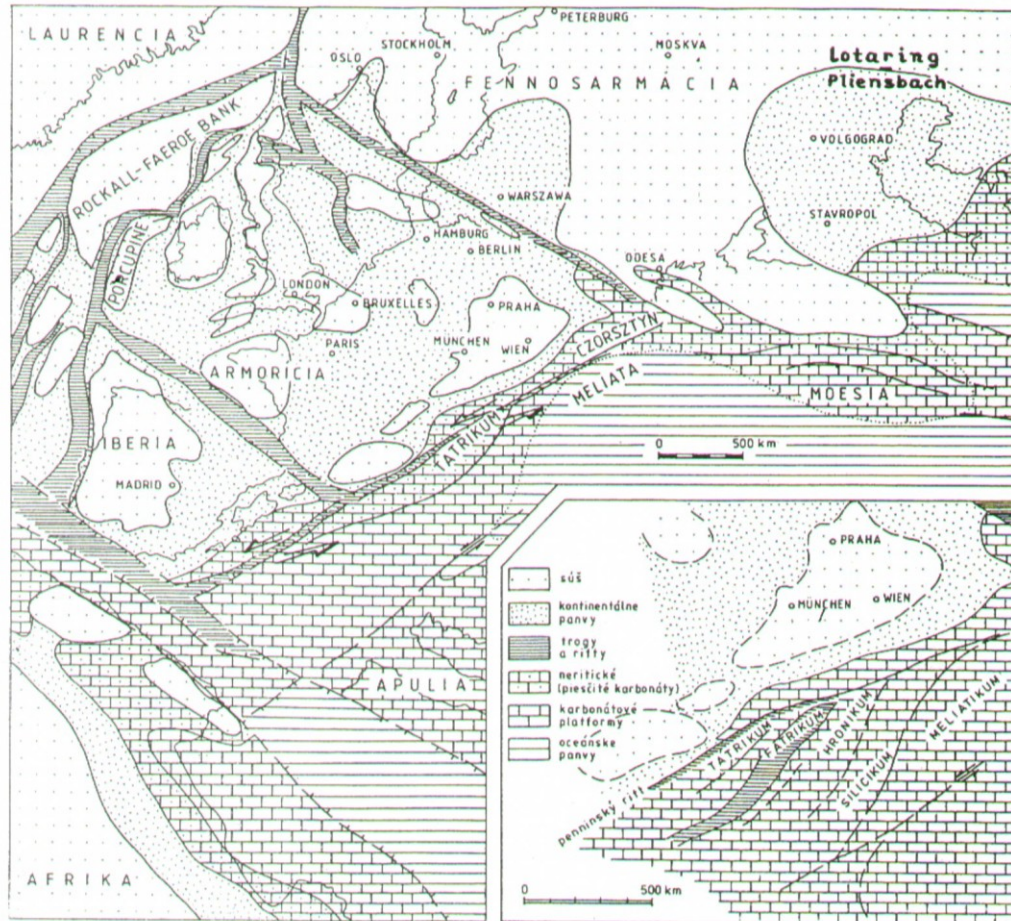 LAURENCIA
PETERBURG
STOCKHOLM
OSLO
MOSKVA
FENNOSARMÁCIA
Lotaring
Pliensbach
VOLGOGRAD
ROCKALL-FAEROE BANK
WARSZAWA
STAVROPOL
PORCUPINE
HAMBURG
BERLIN
ODESA
LONDON
BRUXELLES
PRAHA
PARIS
MÜNCHEN
WIEN
CZORSZTYN
ARMORICIA
MELIATA
MOESIA
TATRIKUM
IBERIA
0 500 km
MADRID
APULIA
AFRIKA
súš
kontinentálne
panvy
trogy
a rifty
neritické
(piesčité karbonáty)
karbonátové
platformy
oceánske
panvy
PRAHA
MÜNCHEN
WIEN
TATRIKUM
FATRIKUM
HRONIKUM
SILICIKUM
MELIATIKUM
penninský rift
0 500 km